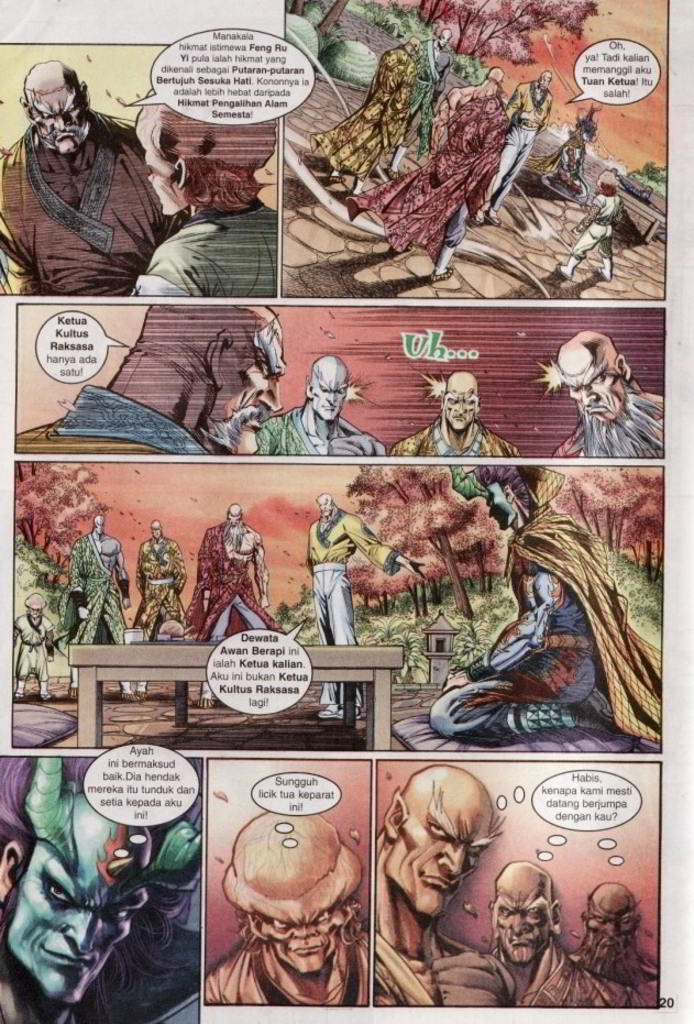 Manakala
hikmat istimewa Feng Ru
Yi pula ialah hikmat yang
dikenali sebagai Putaran-putaran
Bertujuh Sesuka Hati. Kononnya ia
adalah lebih hebat daripada
Hikmat Pengalihan Alam
Semesta!
Oh,
ya! Tadi kalian
memanggil aku
Tuan Ketua! Itu
salah!
Ketua
Kultus
Raksasa
hanya ada
satu!
Uh...
Dewata
Awan Berapi ini
ialah Ketua kalian.
Aku ini bukan Ketua
Kultus Raksasa
lagi!
Ayah
ini bermaksud
baik.Dia hendak
mereka itu tunduk dan
setia kepada aku
ini!
Sungguh
licik tua keparat
ini!
Habis,
kenapa kami mesti
datang berjumpa
dengan kau?
20